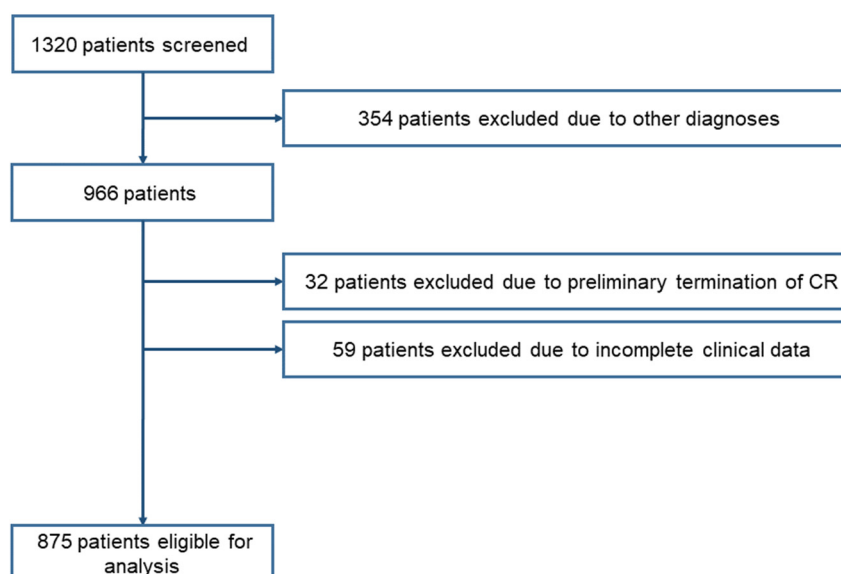 1320 patients screened
354 patients excluded due to other diagnoses
966 patients
32 patients excluded due to preliminary termination of CR
59 patients excluded due to incomplete clinical data
875 patients eligible for
analysis